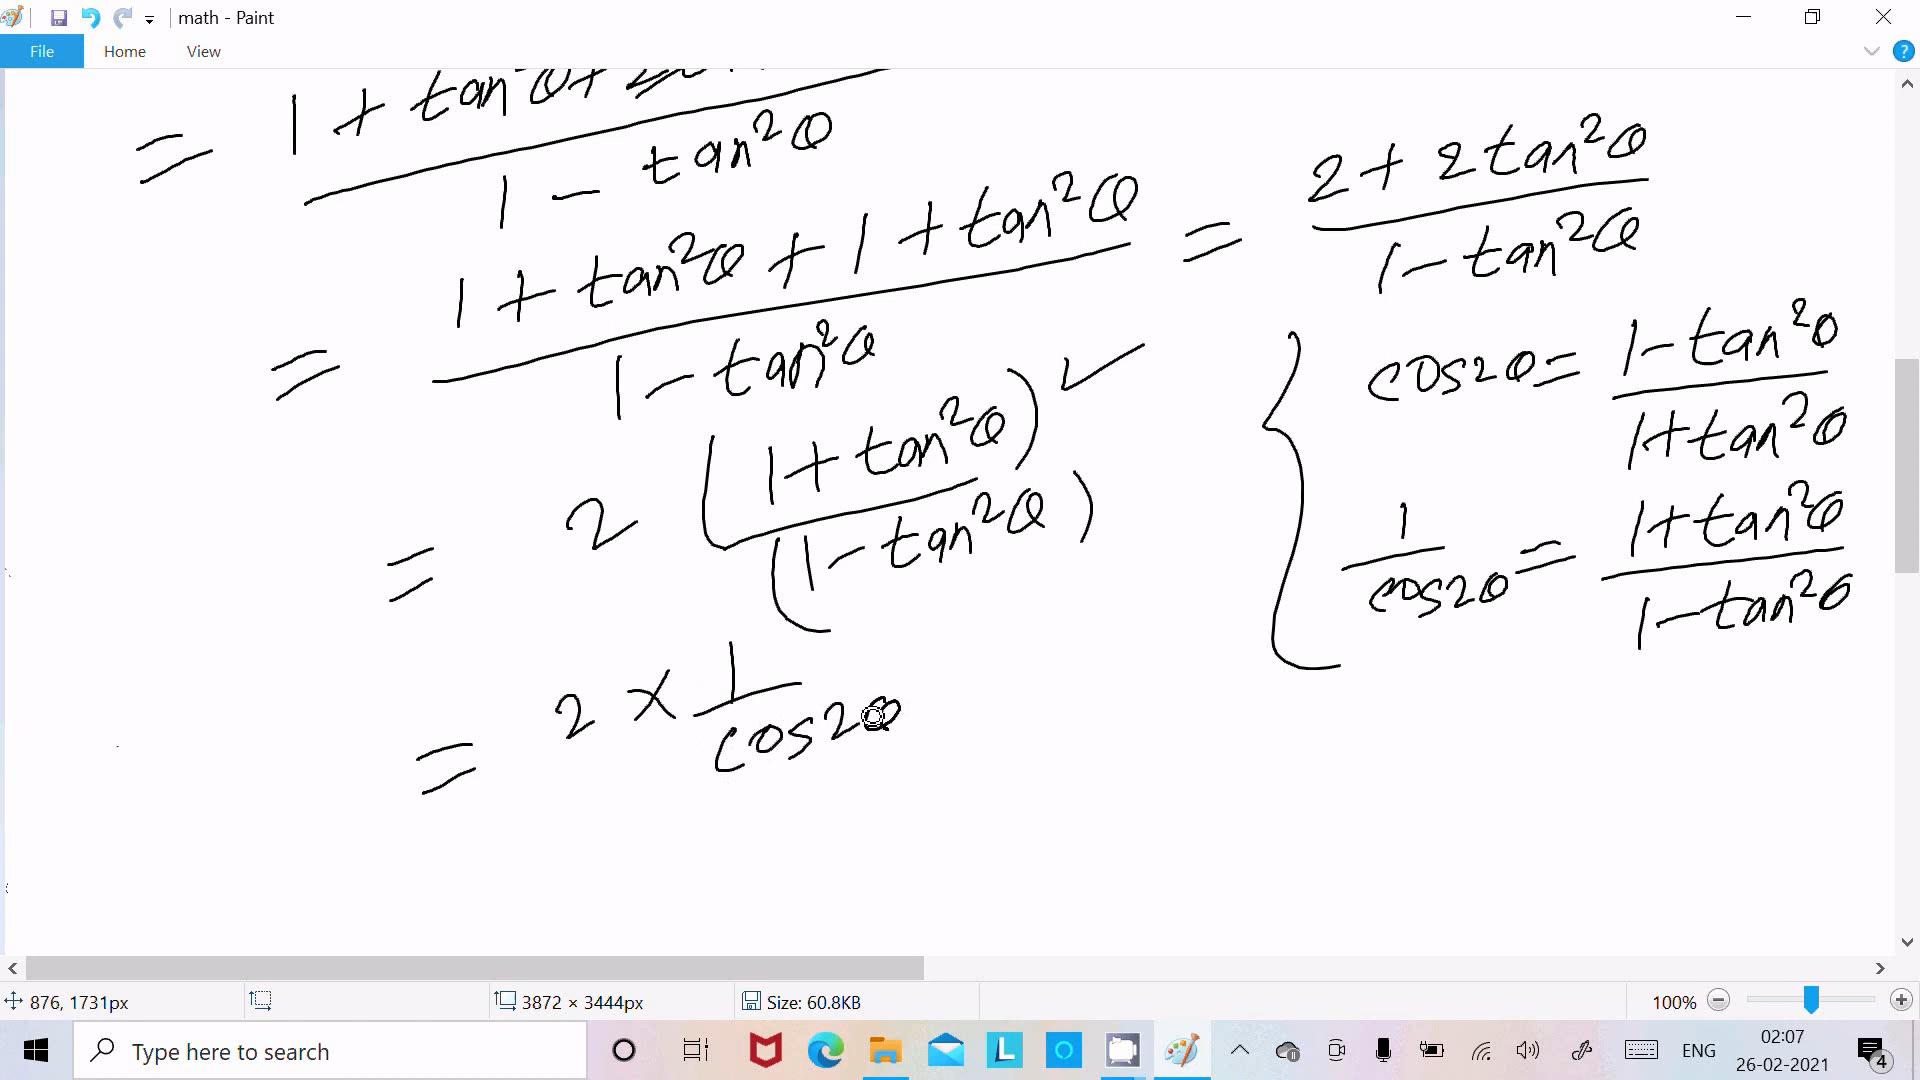 math - Paint
File Home View
= 1 + tan²θ + 2
1 - tan²θ
= 1 + tan²θ + 1 + tan²θ = 2 + 2tan²θ
1 - tan²θ 1 - tan²θ
cos2θ = 1 - tan²θ
1 + tan²θ
= 2 (1 + tan²θ) ✓
(1 - tan²θ)
1 = 1 + tan²θ
cos2θ 1 - tan²θ
= 2 × 1
cos2θ
876, 1731px 3872 × 3444px Size: 60.8KB 100%
Type here to search ENG 02:07
26-02-2021 4